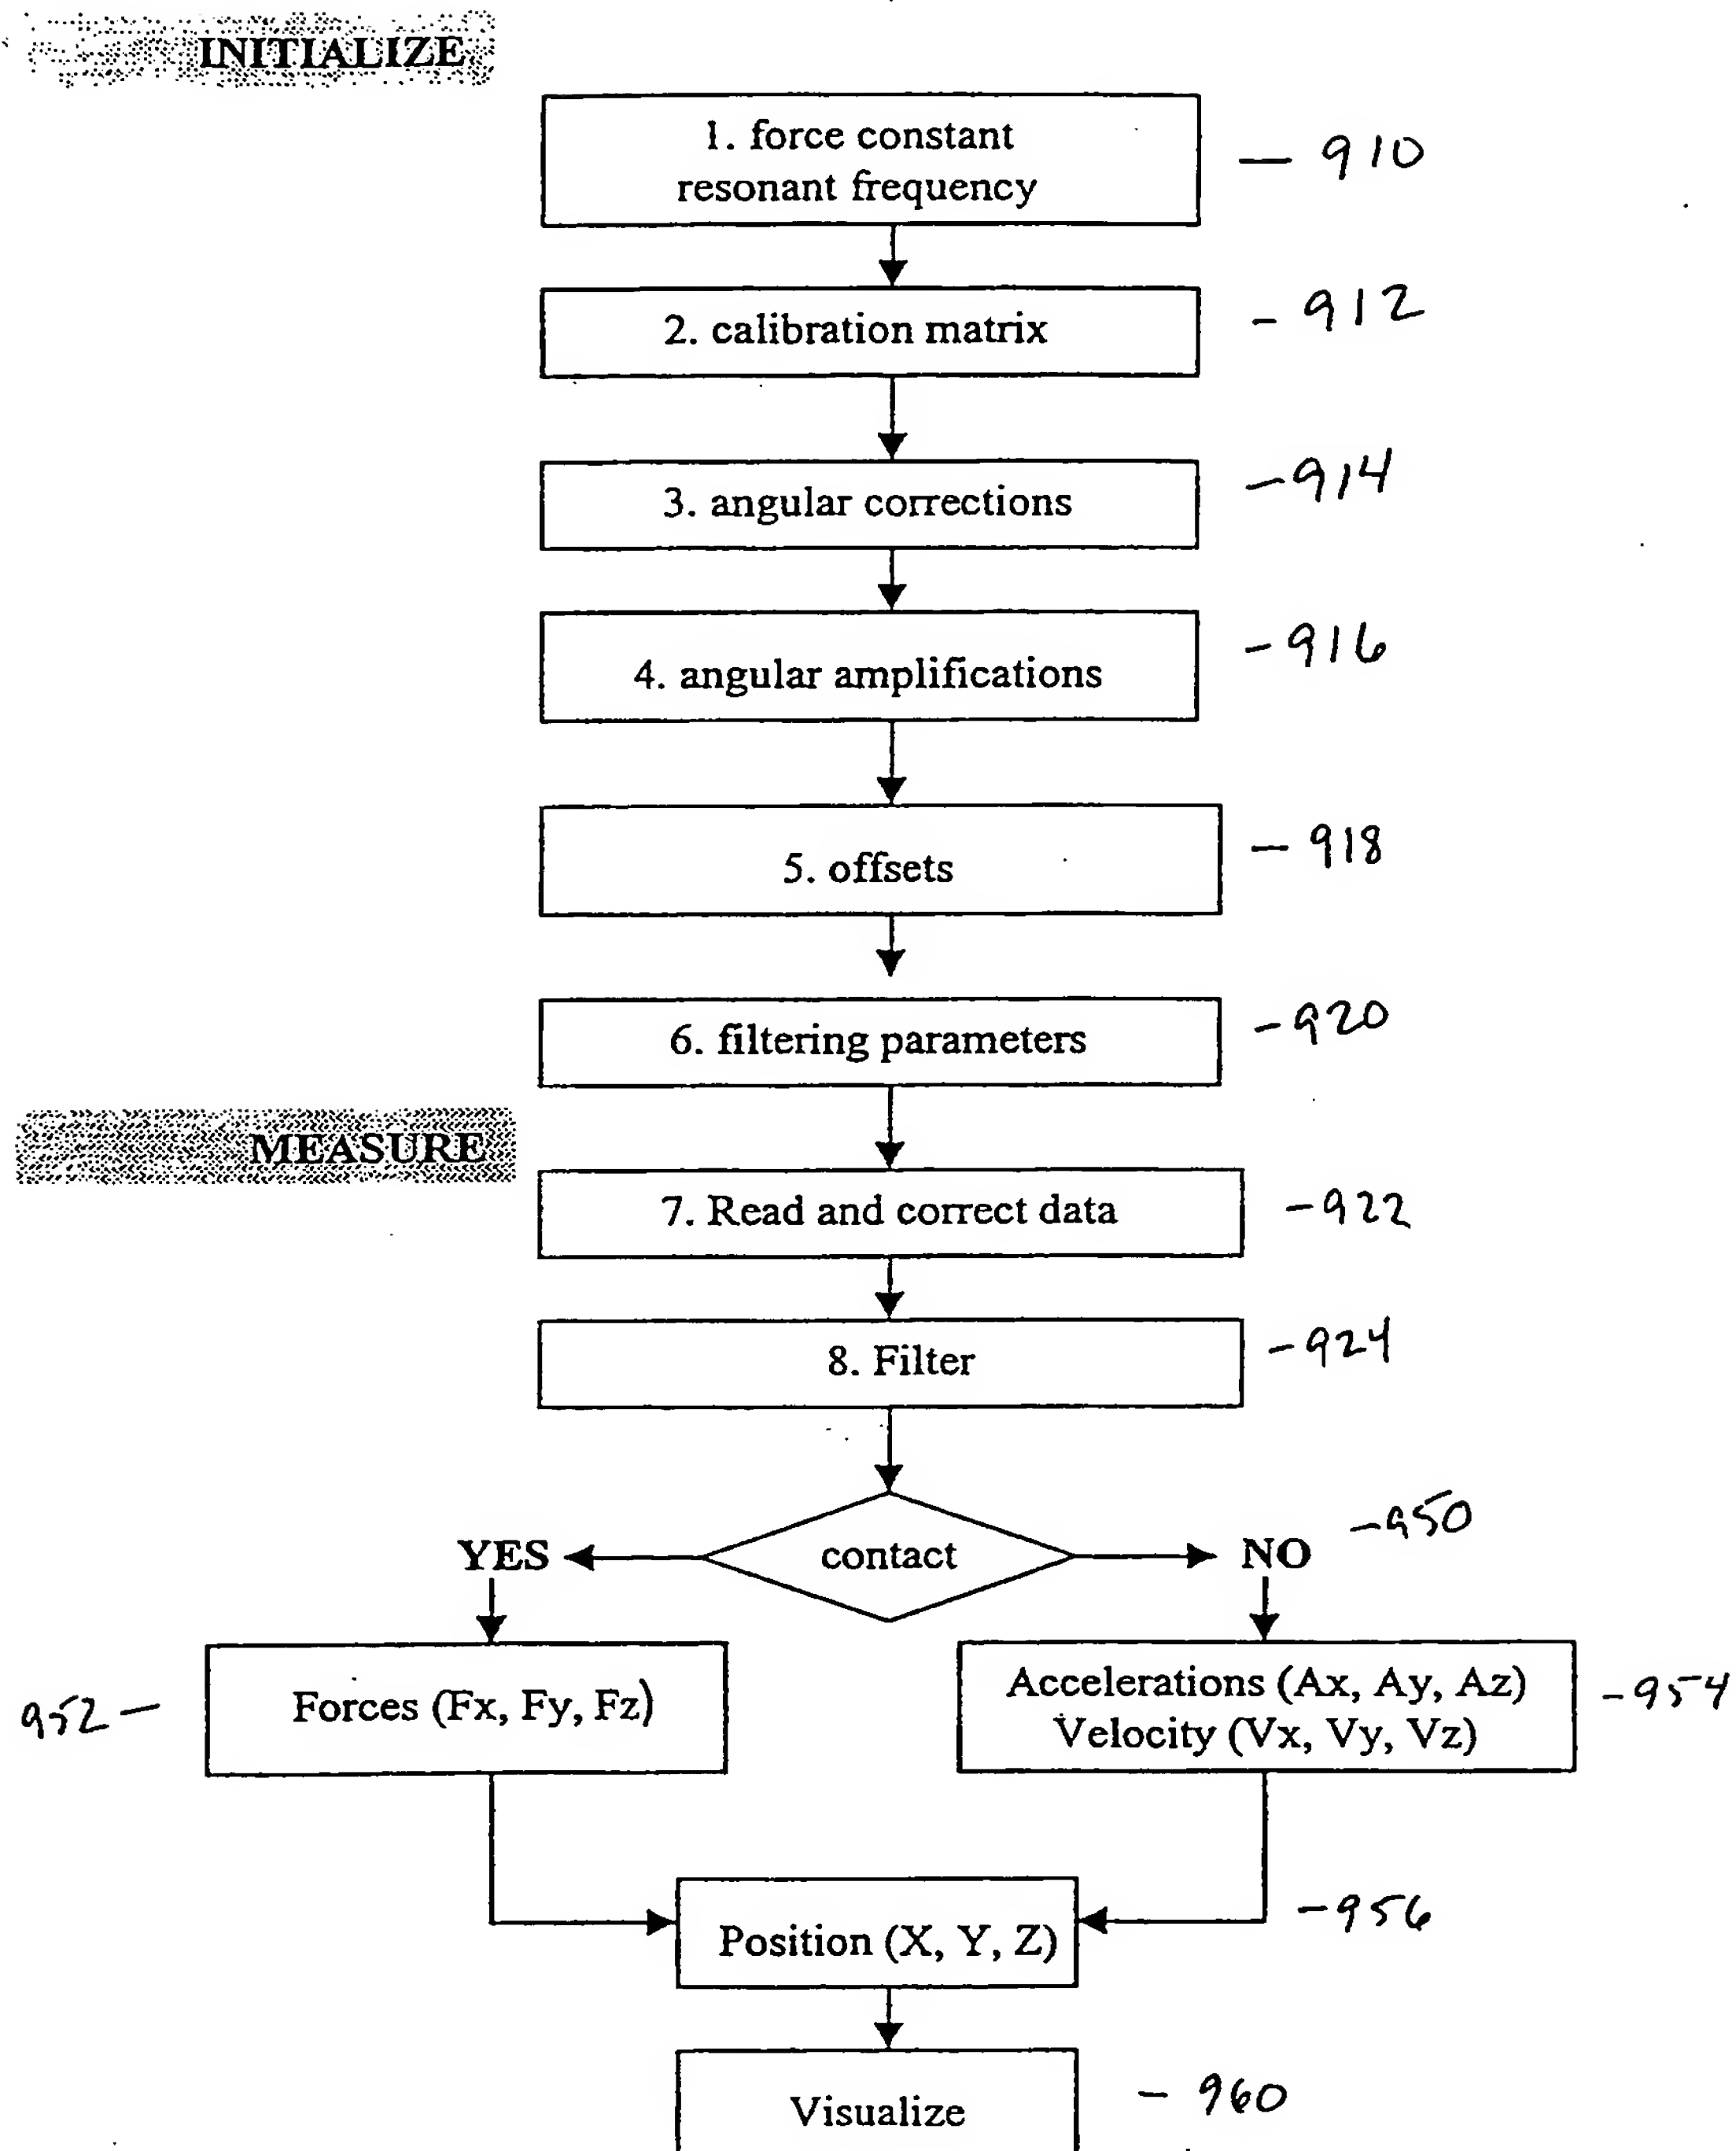 INITIALIZE
1. force constant
resonant frequency
— 910
2. calibration matrix
- 912
3. angular corrections
- 914
4. angular amplifications
- 916
5. offsets
- 918
6. filtering parameters
- 920
MEASURE
7. Read and correct data
- 922
8. Filter
- 924
- 950
YES
contact
NO
952 -
Forces (Fx, Fy, Fz)
Accelerations (Ax, Ay, Az)
Velocity (Vx, Vy, Vz)
- 954
Position (X, Y, Z)
- 956
Visualize
- 960